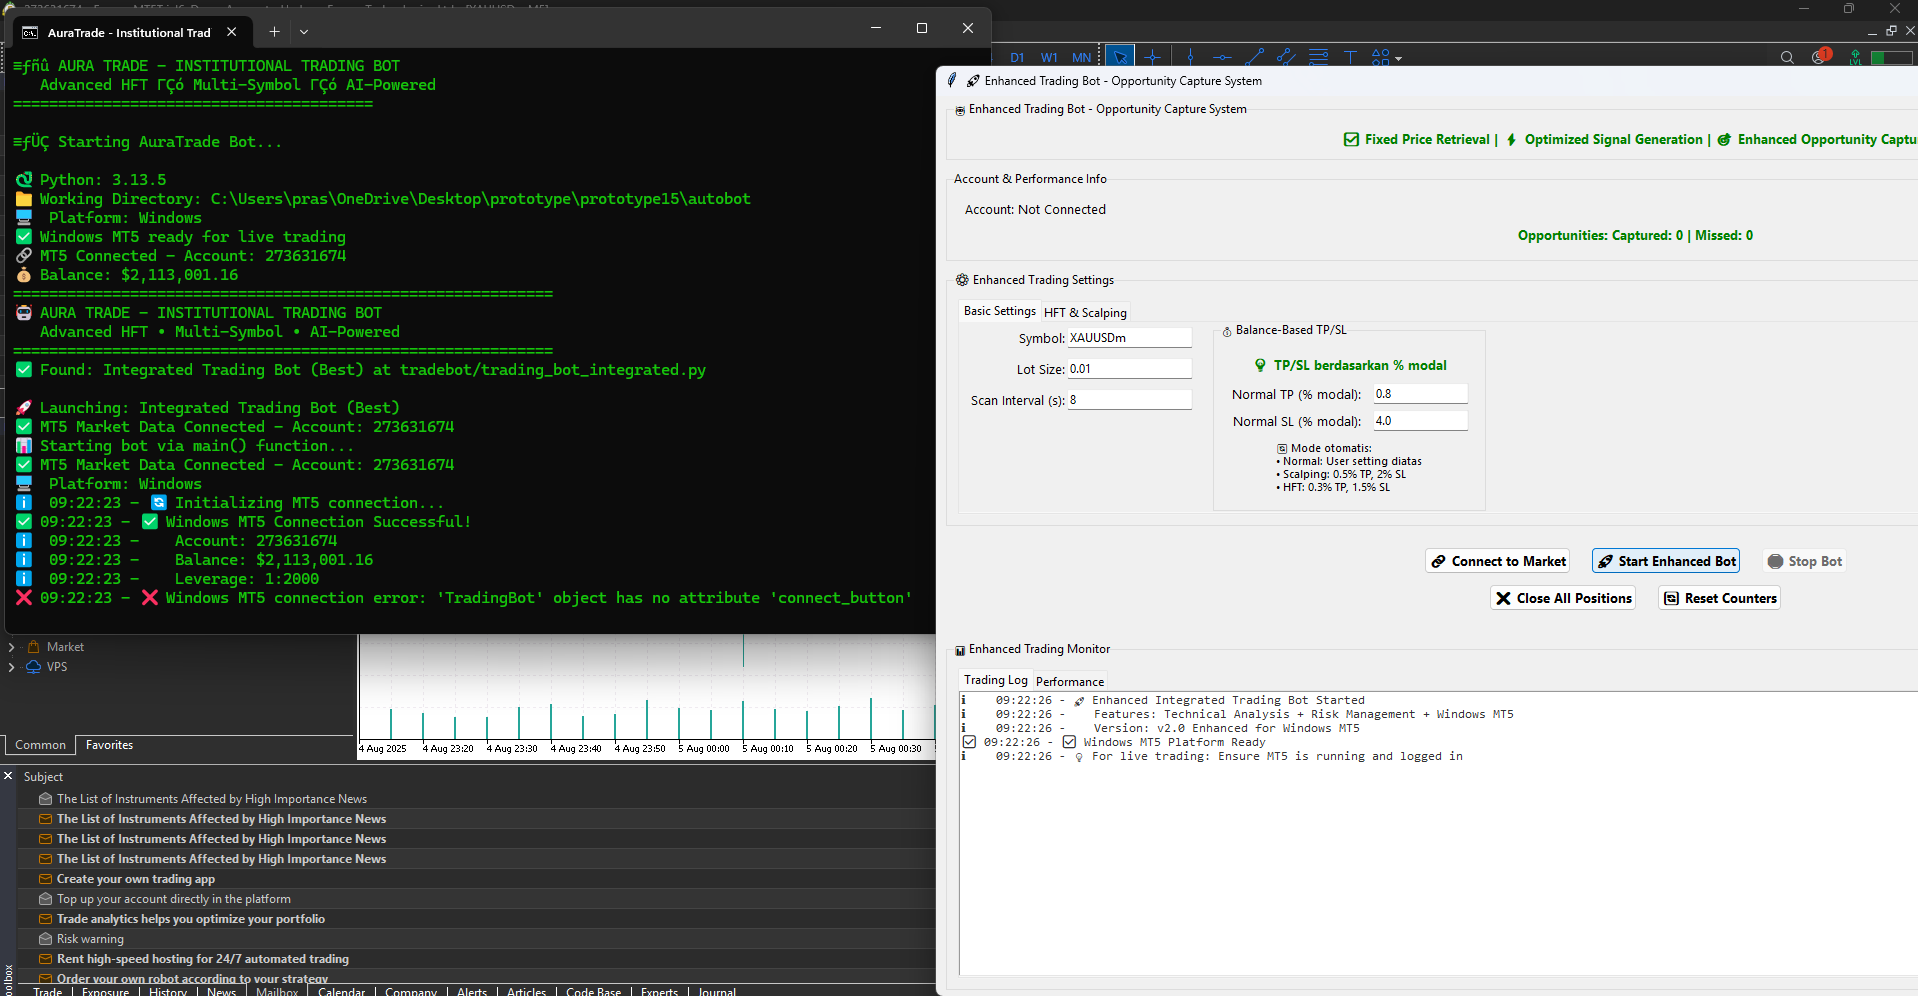 AuraTrade - Institutional Trad
≡ƒñû AURA TRADE - INSTITUTIONAL TRADING BOT
Advanced HFT ΓÇó Multi-Symbol ΓÇó AI-Powered
========================================
≡ƒÜÇ Starting AuraTrade Bot...
Python: 3.13.5
Working Directory: C:\Users\pras\OneDrive\Desktop\prototype\prototype15\autobot
Platform: Windows
✅ Windows MT5 ready for live trading
🔗 MT5 Connected - Account: 273631674
💰 Balance: $2,113,001.16
============================================================
🤖 AURA TRADE - INSTITUTIONAL TRADING BOT
Advanced HFT • Multi-Symbol • AI-Powered
============================================================
✅ Found: Integrated Trading Bot (Best) at tradebot/trading_bot_integrated.py
🚀 Launching: Integrated Trading Bot (Best)
✅ MT5 Market Data Connected - Account: 273631674
📊 Starting bot via main() function...
✅ MT5 Market Data Connected - Account: 273631674
Platform: Windows
ℹ️ 09:22:23 - 🔄 Initializing MT5 connection...
✅ 09:22:23 - ✅ Windows MT5 Connection Successful!
ℹ️ 09:22:23 - Account: 273631674
ℹ️ 09:22:23 - Balance: $2,113,001.16
ℹ️ 09:22:23 - Leverage: 1:2000
❌ 09:22:23 - ❌ Windows MT5 connection error: 'TradingBot' object has no attribute 'connect_button'
D1 W1 MN
1
LVL
Enhanced Trading Bot - Opportunity Capture System
Enhanced Trading Bot - Opportunity Capture System
Fixed Price Retrieval | Optimized Signal Generation | Enhanced Opportunity Captu
Account & Performance Info
Account: Not Connected
Opportunities: Captured: 0 | Missed: 0
Enhanced Trading Settings
Basic Settings
HFT & Scalping
Symbol: XAUUSDm
Lot Size: 0.01
Scan Interval (s): 8
Balance-Based TP/SL
TP/SL berdasarkan % modal
Normal TP (% modal): 0.8
Normal SL (% modal): 4.0
Mode otomatis:
• Normal: User setting diatas
• Scalping: 0.5% TP, 2% SL
• HFT: 0.3% TP, 1.5% SL
Connect to Market
Start Enhanced Bot
Stop Bot
Close All Positions
Reset Counters
Enhanced Trading Monitor
Trading Log
Performance
09:22:26 - Enhanced Integrated Trading Bot Started
09:22:26 - Features: Technical Analysis + Risk Management + Windows MT5
09:22:26 - Version: v2.0 Enhanced for Windows MT5
09:22:26 - Windows MT5 Platform Ready
09:22:26 - For live trading: Ensure MT5 is running and logged in
Market
VPS
Common
Favorites
4 Aug 2025 4 Aug 23:20 4 Aug 23:30 4 Aug 23:40 4 Aug 23:50 5 Aug 00:00 5 Aug 00:10 5 Aug 00:20 5 Aug 00:30
Subject
The List of Instruments Affected by High Importance News
The List of Instruments Affected by High Importance News
The List of Instruments Affected by High Importance News
The List of Instruments Affected by High Importance News
Create your own trading app
Top up your account directly in the platform
Trade analytics helps you optimize your portfolio
Risk warning
Rent high-speed hosting for 24/7 automated trading
Order your own robot according to your strategy
Trade Exposure History News Mailbox Calendar Company Alerts Articles Code Base Experts Journal
oolbox